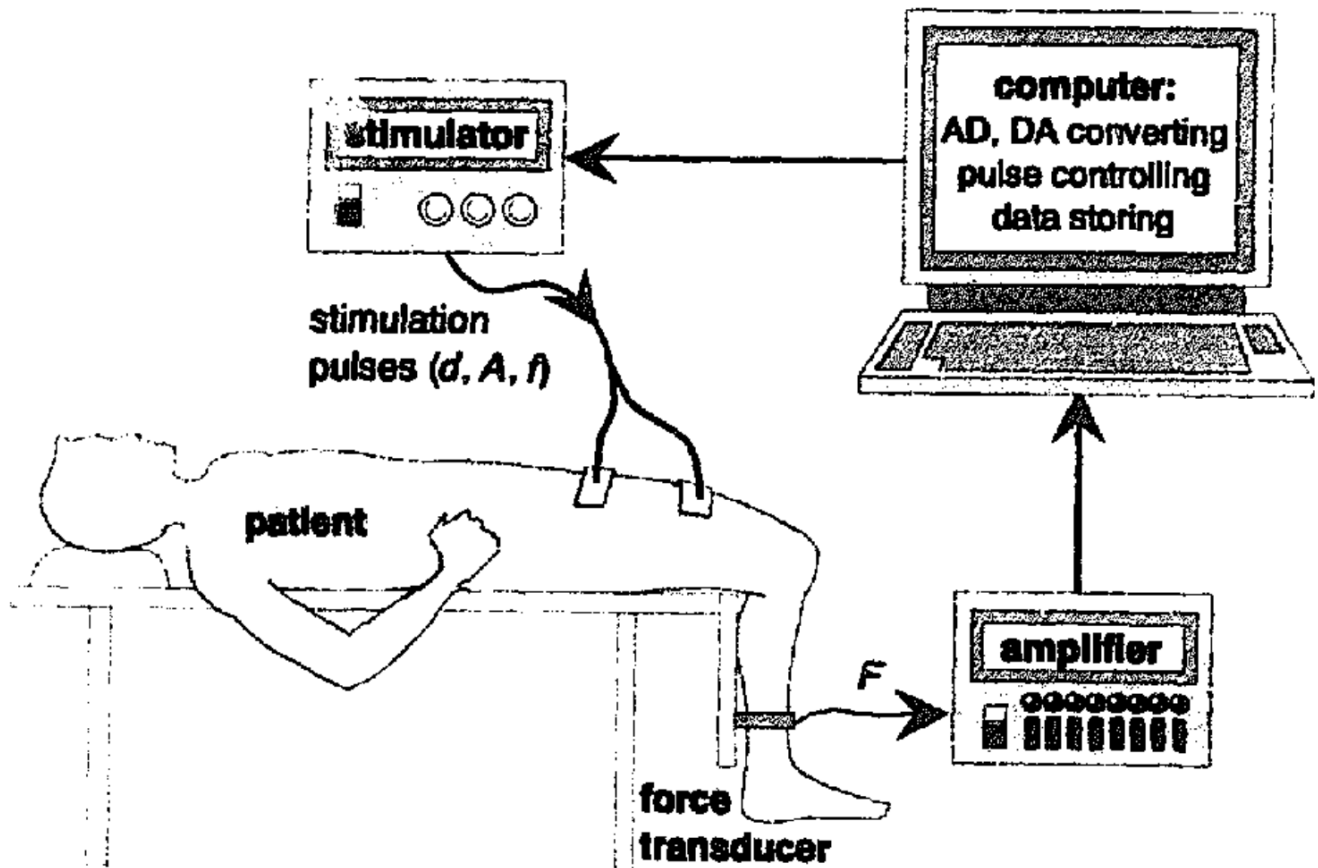 stimulator
computer:
AD, DA converting
pulse controlling
data storing
stimulation
pulses (d, A, f)
patient
amplifier
F
force
transducer